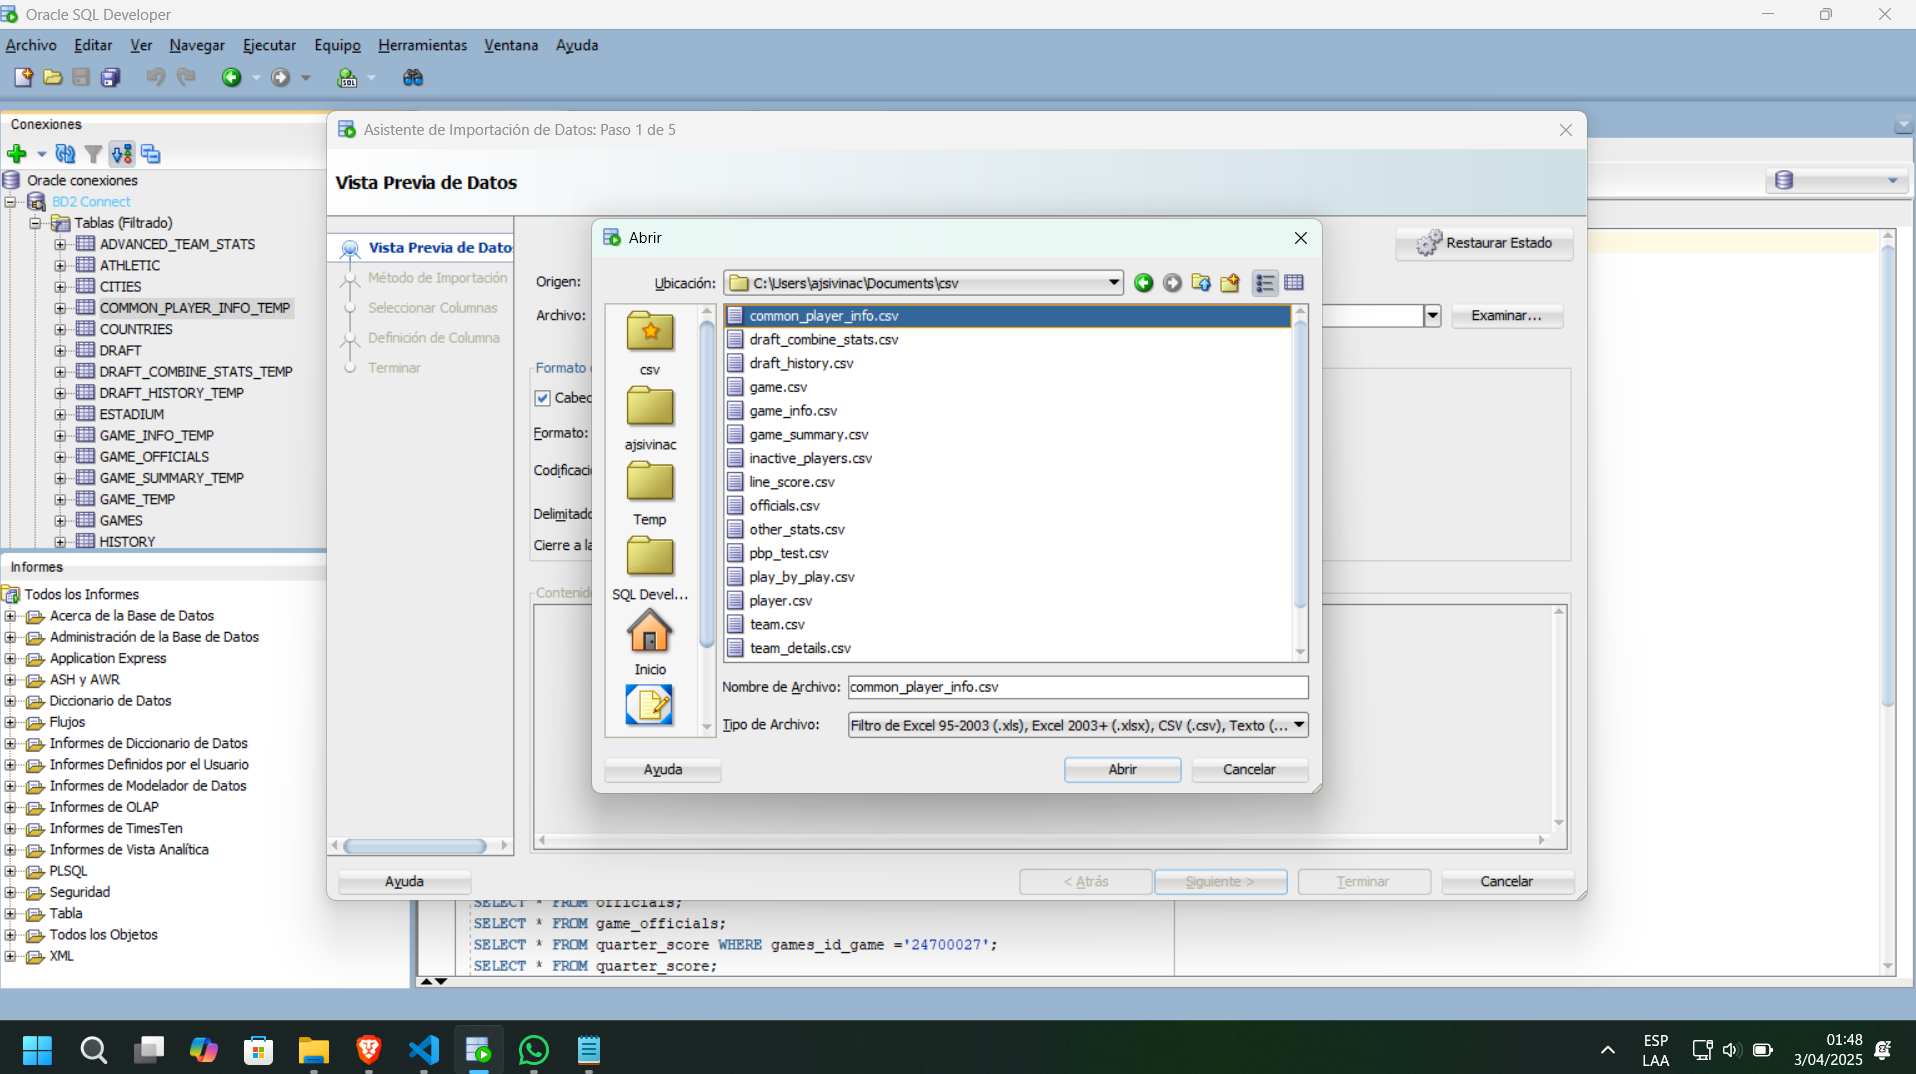 Oracle SQL Developer
Archivo Editar Ver Navegar Ejecutar Equipo Herramientas Ventana Ayuda
Conexiones
Oracle conexiones
BD2 Connect
Tablas (Filtrado)
ADVANCED_TEAM_STATS
ATHLETIC
CITIES
COMMON_PLAYER_INFO_TEMP
COUNTRIES
DRAFT
DRAFT_COMBINE_STATS_TEMP
DRAFT_HISTORY_TEMP
ESTADIUM
GAME_INFO_TEMP
GAME_OFFICIALS
GAME_SUMMARY_TEMP
GAME_TEMP
GAMES
HISTORY
Informes
Todos los Informes
Acerca de la Base de Datos
Administración de la Base de Datos
Application Express
ASH y AWR
Diccionario de Datos
Flujos
Informes de Diccionario de Datos
Informes Definidos por el Usuario
Informes de Modelador de Datos
Informes de OLAP
Informes de TimesTen
Informes de Vista Analítica
PLSQL
Seguridad
Tabla
Todos los Objetos
XML
Asistente de Importación de Datos: Paso 1 de 5
Vista Previa de Datos
Vista Previa de Dato
Método de Importación
Seleccionar Columnas
Definición de Columna
Terminar
Restaurar Estado
Origen:
Archivo:
Examinar...
Formato
Cabec
Formato:
Codificaci
Delimitado
Cierre a la
Contenid
Abrir
Ubicación: C:\Users\ajsivinac\Documents\csv
csv
ajsivinac
Temp
SQL Devel...
Inicio
common_player_info.csv
draft_combine_stats.csv
draft_history.csv
game.csv
game_info.csv
game_summary.csv
inactive_players.csv
line_score.csv
officials.csv
other_stats.csv
pbp_test.csv
play_by_play.csv
player.csv
team.csv
team_details.csv
Nombre de Archivo: common_player_info.csv
Tipo de Archivo: Filtro de Excel 95-2003 (.xls), Excel 2003+ (.xlsx), CSV (.csv), Texto (...
Ayuda Abrir Cancelar
Ayuda < Atrás Siguiente > Terminar Cancelar
SELECT * FROM officials;
SELECT * FROM game_officials;
SELECT * FROM quarter_score WHERE games_id_game ='24700027';
SELECT * FROM quarter_score;
ESP
LAA
01:48
3/04/2025